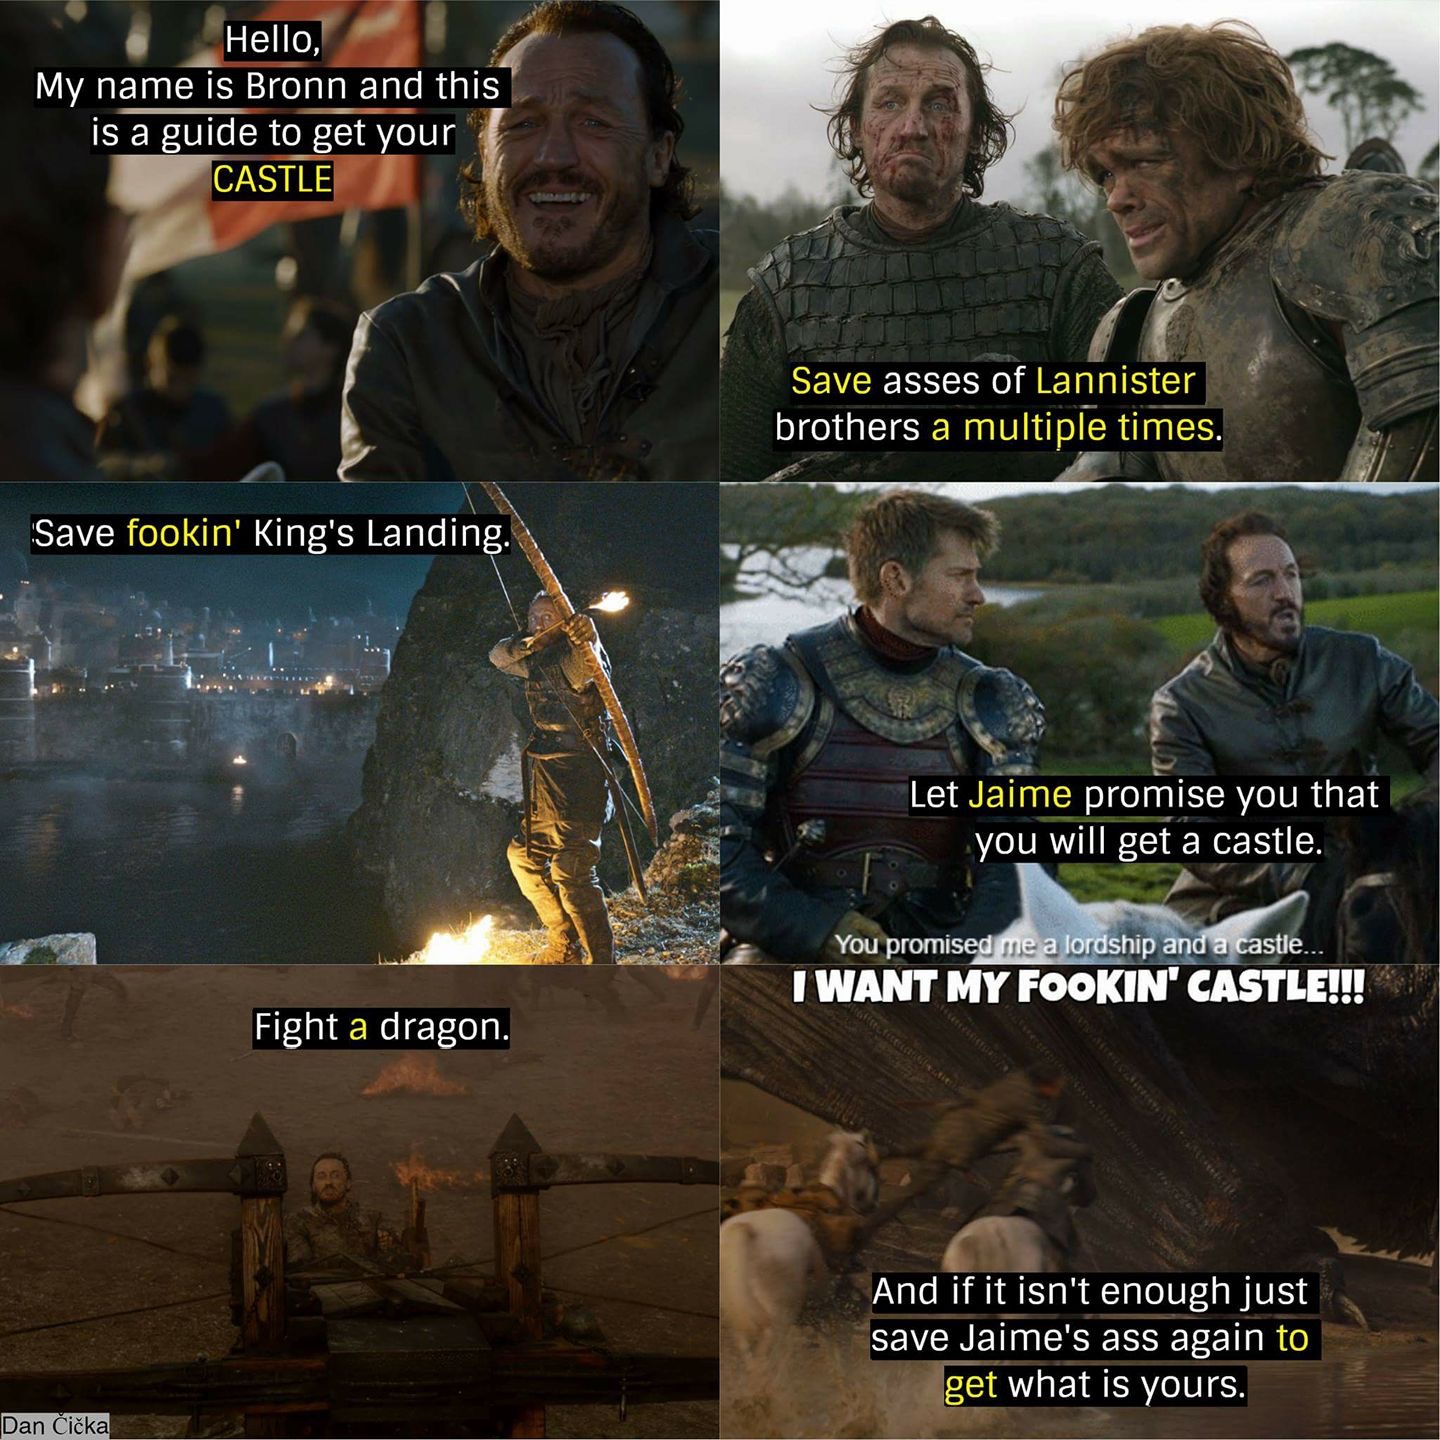 Hello,
My name is Bronn and this
is a guide to get your
CASTLE
Save asses of Lannister
brothers a multiple times.
Save fookin' King's Landing.
Let Jaime promise you that
you will get a castle.
You promised me a lordship and a castle...
Fight a dragon.
I WANT MY FOOKIN' CASTLE!!!
And if it isn't enough just
save Jaime's ass again to
get what is yours.
Dan Čička